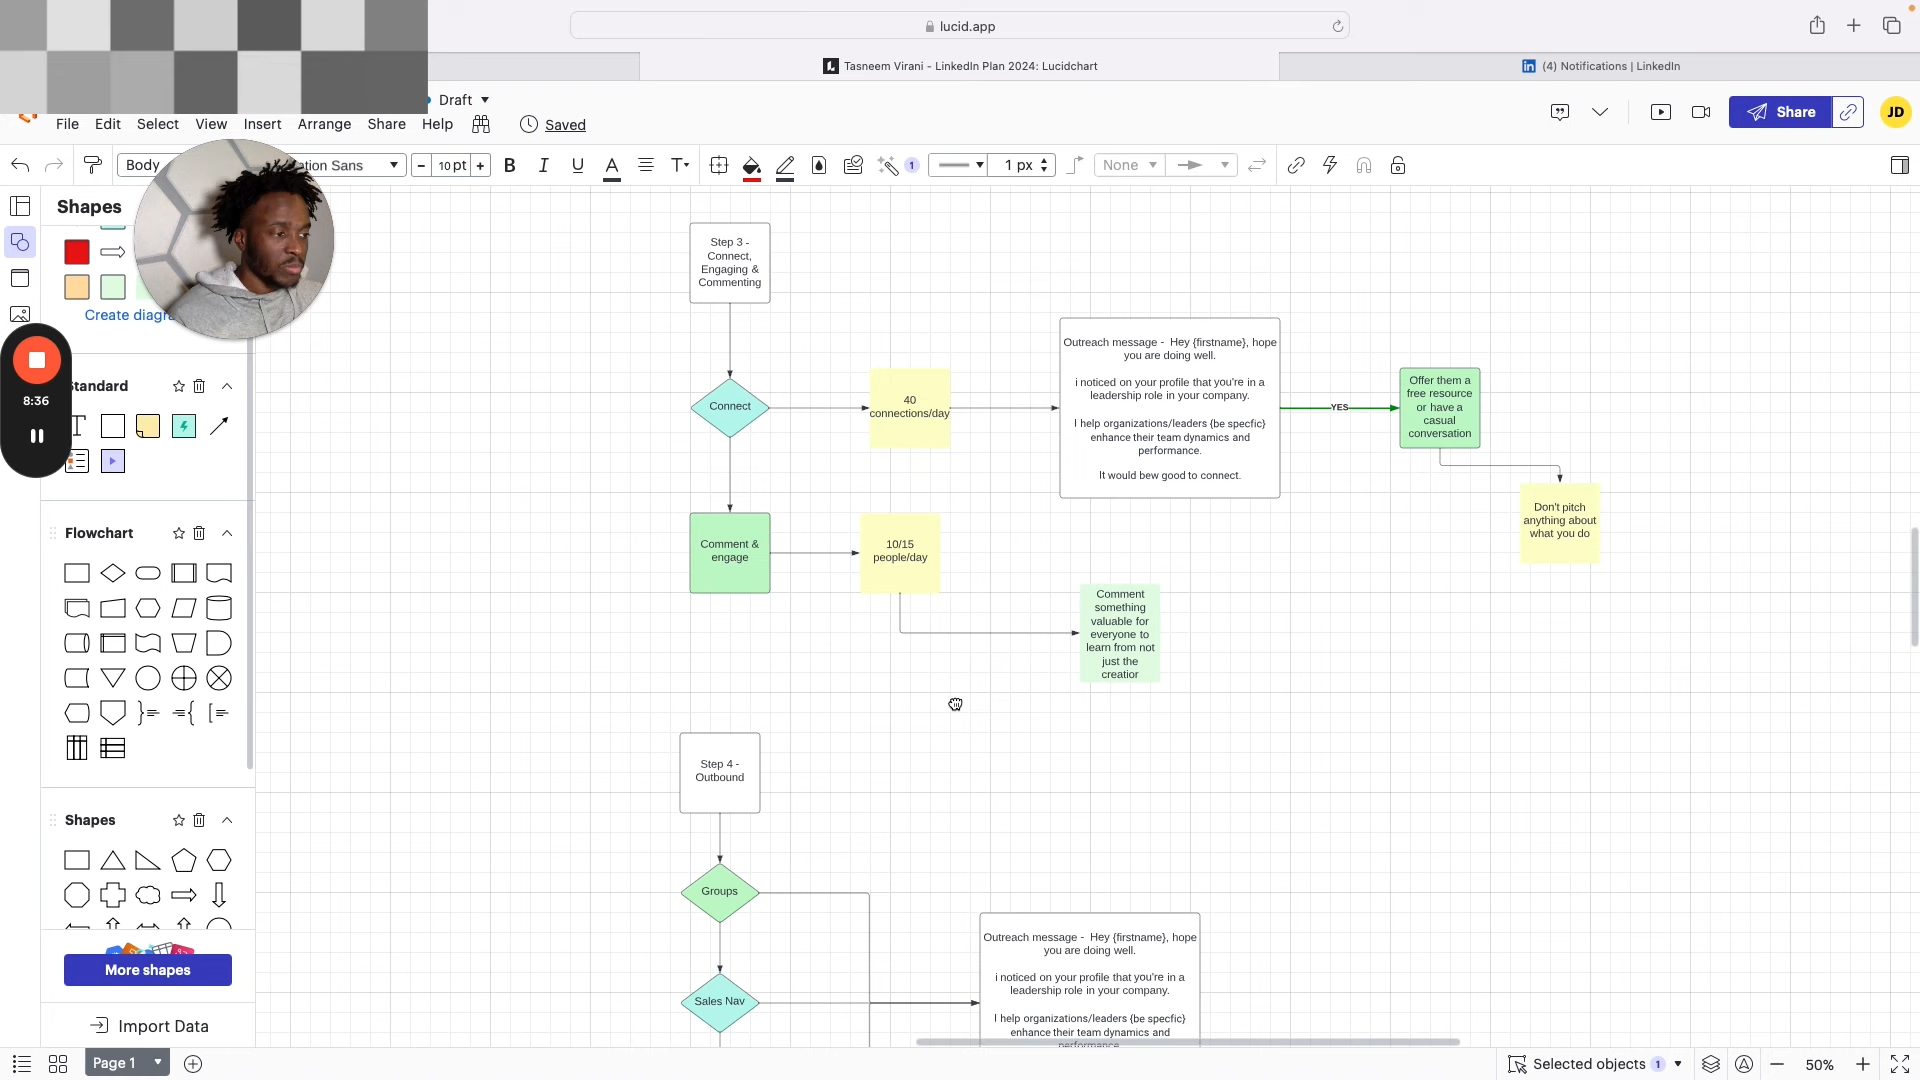 lucid.app
Tasneem Virani - LinkedIn Plan 2024: Lucidchart
(4) Notifications | LinkedIn
Draft
File Edit Select View Insert Arrange Share Help
Saved
Share
JD
Body
ation Sans
- 10 pt +
B I U A T
1
1 px
None
Shapes
Create diagra
8:36
Standard
T
Flowchart
Shapes
More shapes
Import Data
Step 3 -
Connect,
Engaging &
Commenting
Connect
40
connections/day
Outreach message - Hey {firstname}, hope
you are doing well.
i noticed on your profile that you're in a
leadership role in your company.
I help organizations/leaders {be specfic}
enhance their team dynamics and
performance.
It would bew good to connect.
YES
Offer them a
free resource
or have a
casual
conversation
Don't pitch
anything about
what you do
Comment &
engage
10/15
people/day
Comment
something
valuable for
everyone to
learn from not
just the
creatior
Step 4 -
Outbound
Groups
Sales Nav
Outreach message - Hey {firstname}, hope
you are doing well.
i noticed on your profile that you're in a
leadership role in your company.
I help organizations/leaders {be specfic}
enhance their team dynamics and
performance.
Page 1
Selected objects 1
50%